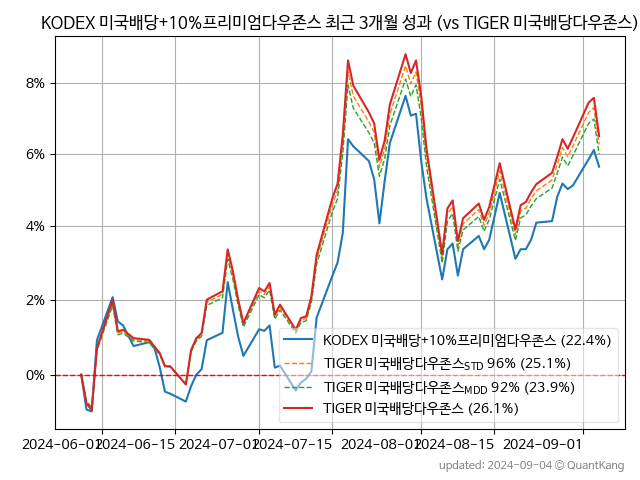 KODEX 미국배당+10%프리미엄다우존스 최근 3개월 성과 (vs TIGER 미국배당다우존스)
8%
6%
4%
2%
0%
KODEX 미국배당+10%프리미엄다우존스 (22.4%)
TIGER 미국배당다우존스STD 96% (25.1%)
TIGER 미국배당다우존스MDD 92% (23.9%)
TIGER 미국배당다우존스 (26.1%)
2024-06-01 2024-06-15 2024-07-01 2024-07-15 2024-08-01 2024-08-15 2024-09-01
updated: 2024-09-04 © QuantKang